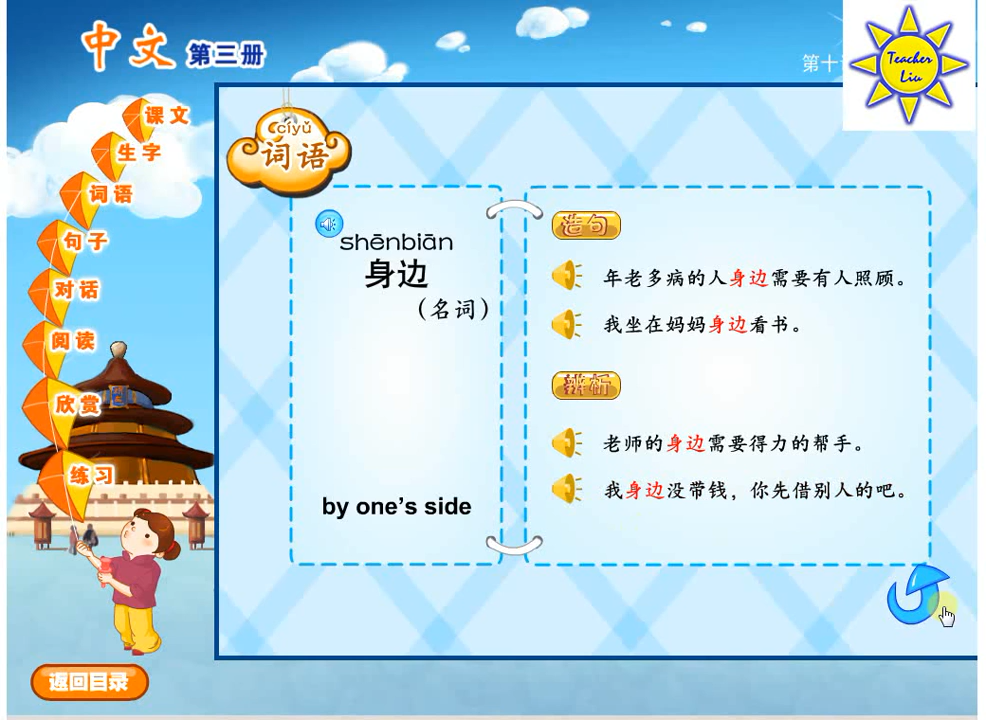 中文 第三册
第十
Teacher
Liu
课文
生字
词语
句子
对话
阅读
欣赏
练习
返回目录
cíyǔ
词语
shēnbiān
身边
（名词）
by one's side
造句
年老多病的人身边需要有人照顾。
我坐在妈妈身边看书。
辨析
老师的身边需要得力的帮手。
我身边没带钱，你先借别人的吧。